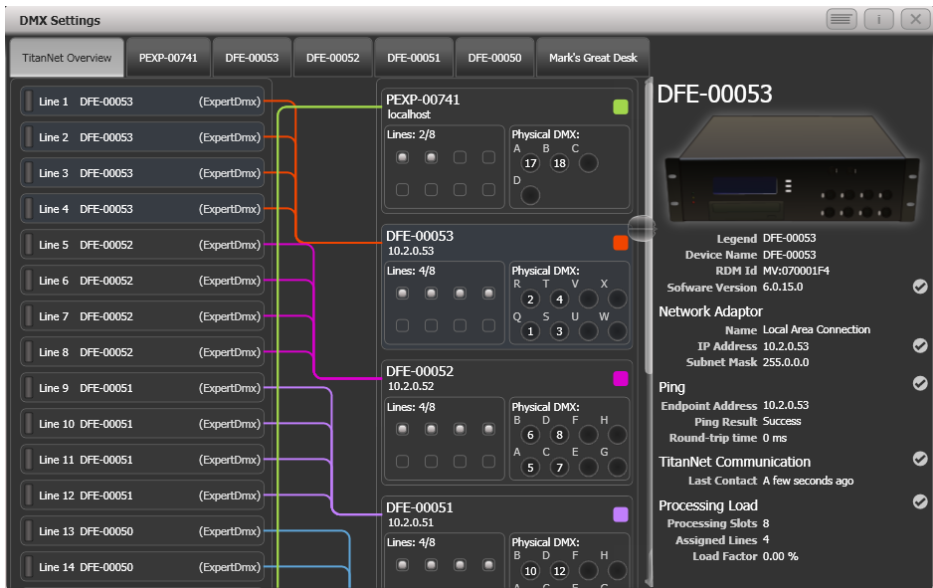 DMX Settings
i
X
TitanNet Overview
PEXP-00741
DFE-00053
DFE-00052
DFE-00051
DFE-00050
Mark's Great Desk
Line 1 DFE-00053 (ExpertDmx)
Line 2 DFE-00053 (ExpertDmx)
Line 3 DFE-00053 (ExpertDmx)
Line 4 DFE-00053 (ExpertDmx)
Line 5 DFE-00052 (ExpertDmx)
Line 6 DFE-00052 (ExpertDmx)
Line 7 DFE-00052 (ExpertDmx)
Line 8 DFE-00052 (ExpertDmx)
Line 9 DFE-00051 (ExpertDmx)
Line 10 DFE-00051 (ExpertDmx)
Line 11 DFE-00051 (ExpertDmx)
Line 12 DFE-00051 (ExpertDmx)
Line 13 DFE-00050 (ExpertDmx)
Line 14 DFE-00050 (ExpertDmx)
PEXP-00741
localhost
Lines: 2/8
Physical DMX:
A B C
17 18
D
DFE-00053
10.2.0.53
Lines: 4/8
Physical DMX:
R T V X
2 4
Q S U W
1 3
DFE-00052
10.2.0.52
Lines: 4/8
Physical DMX:
B D F H
6 8
A C E G
5 7
DFE-00051
10.2.0.51
Lines: 4/8
Physical DMX:
B D F H
10 12
A C E G
DFE-00053
Legend DFE-00053
Device Name DFE-00053
RDM Id MV:070001F4
Sofware Version 6.0.15.0
Network Adaptor
Name Local Area Connection
IP Address 10.2.0.53
Subnet Mask 255.0.0.0
Ping
Endpoint Address 10.2.0.53
Ping Result Success
Round-trip time 0 ms
TitanNet Communication
Last Contact A few seconds ago
Processing Load
Processing Slots 8
Assigned Lines 4
Load Factor 0.00 %